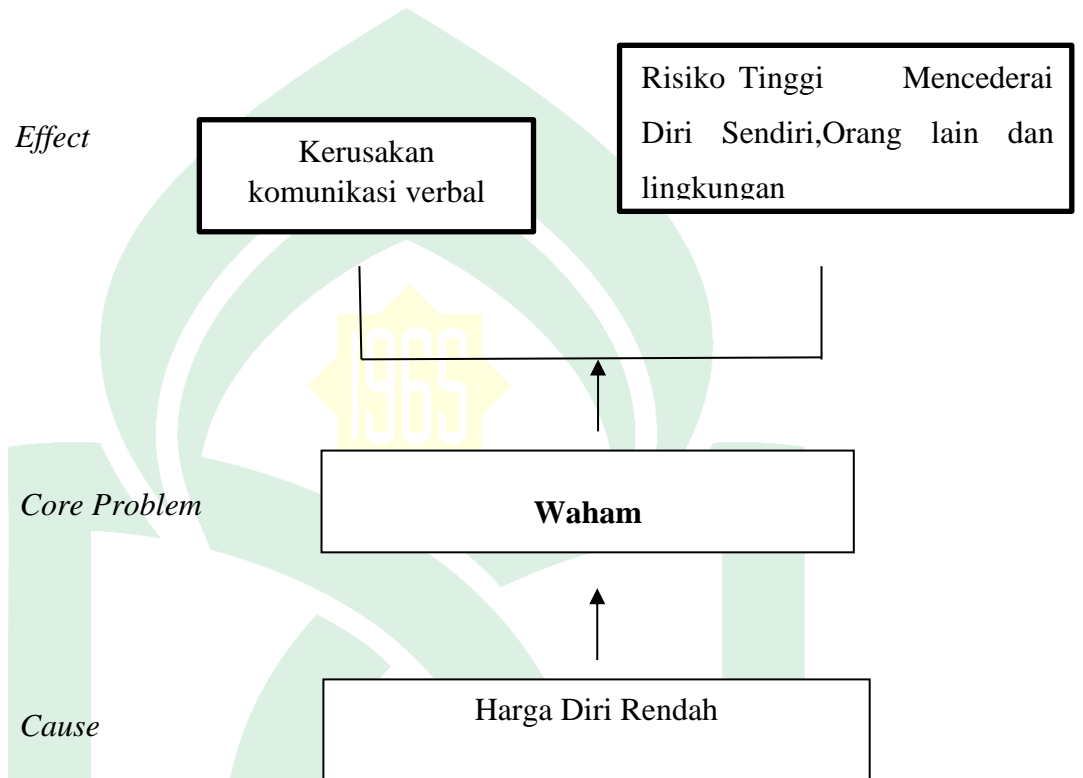 Effect
Kerusakan
komunikasi verbal
Risiko Tinggi Mencederai
Diri Sendiri,Orang lain dan
lingkungan
1965
Core Problem
Waham
Cause
Harga Diri Rendah